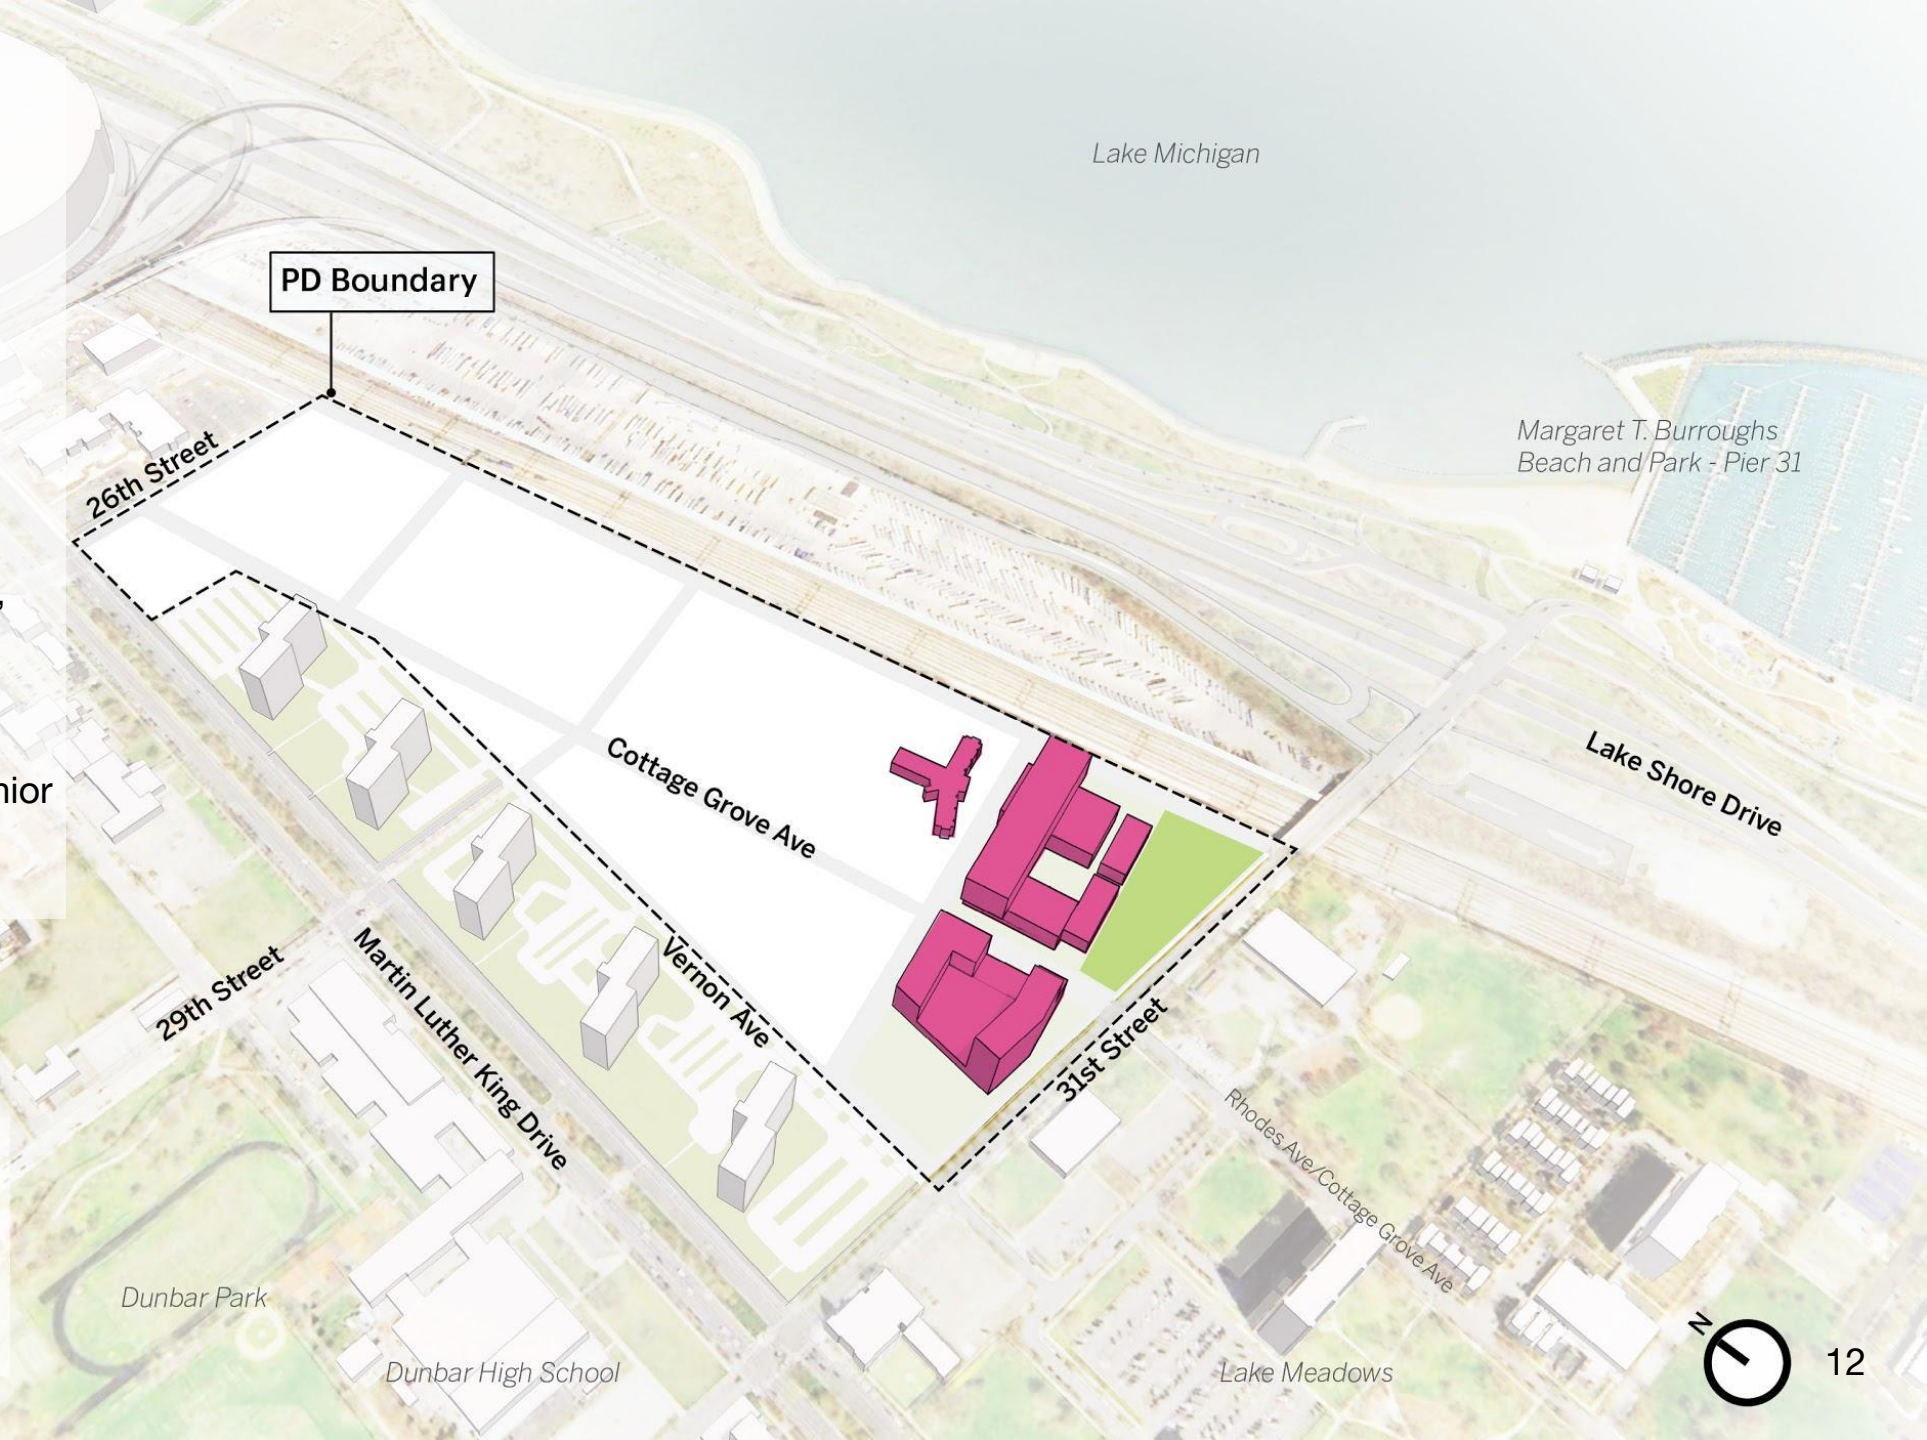 Lake Michigan
PD Boundary
Margaret T. Burroughs
Beach and Park - Pier 31
26th Street
,
nior
Cottage Grove Ave
Lake Shore Drive
29th Street
Martin Luther King Drive
Vernon Ave
31st Street
Rhodes Ave/Cottage Grove Ave
Dunbar Park
Dunbar High School
Lake Meadows
N
12